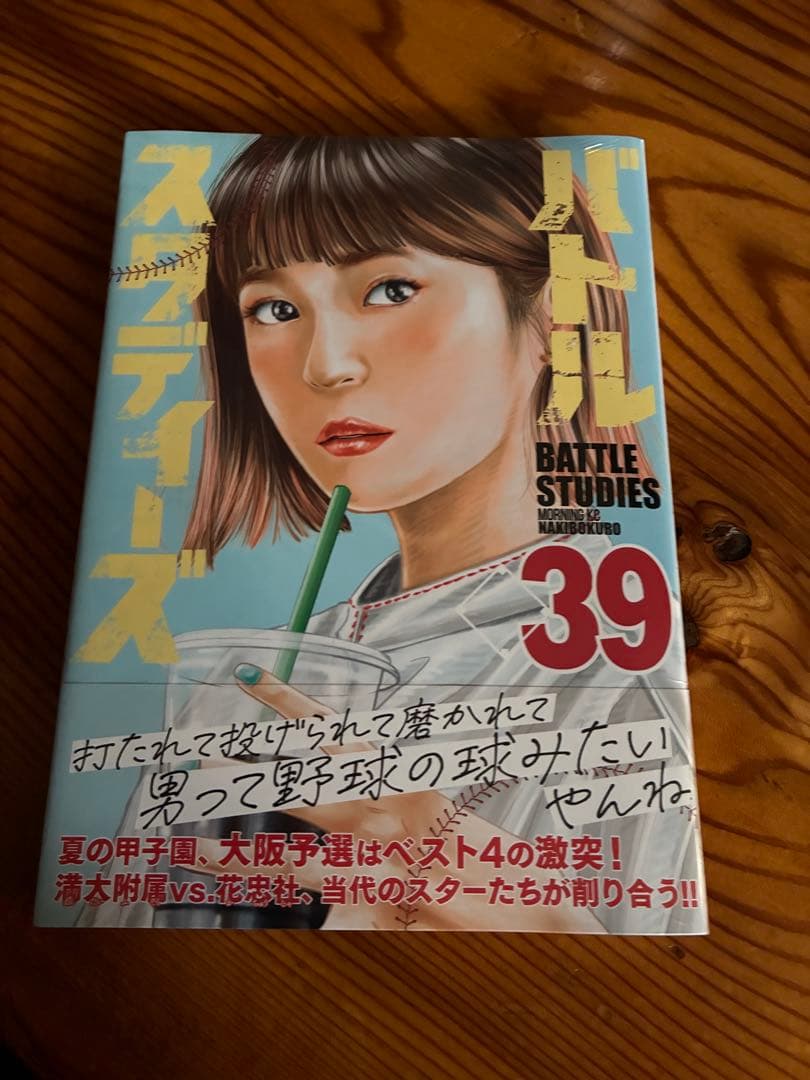 バトル
スタディーズ
BATTLE
STUDIES
MORNING KC
NAKIBOKURO
39
打たれて投げられて磨かれて
男って野球の球みたい
やんね
夏の甲子園、大阪予選はベスト4の激突！
満大附属vs.花忠社、当代のスターたちが削り合う!!